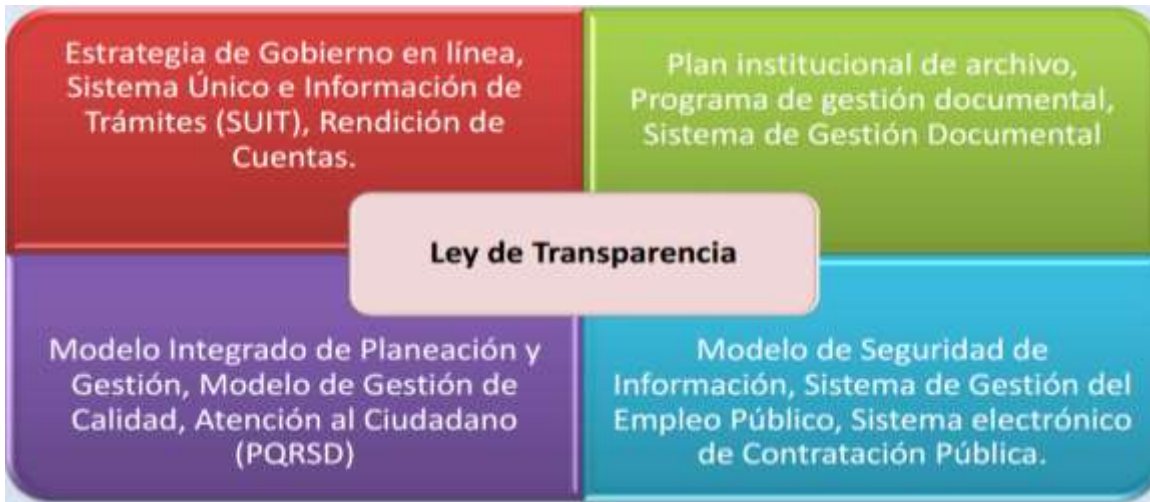 Estrategia de Gobierno en línea,
Sistema Único e Información de
Trámites (SUIT), Rendición de
Cuentas.
Plan institucional de archivo,
Programa de gestión documental,
Sistema de Gestión Documental
Ley de Transparencia
Modelo Integrado de Planeación y
Gestión, Modelo de Gestión de
Calidad, Atención al Ciudadano
(PQRSD)
Modelo de Seguridad de
Información, Sistema de Gestión del
Empleo Público, Sistema electrónico
de Contratación Pública.